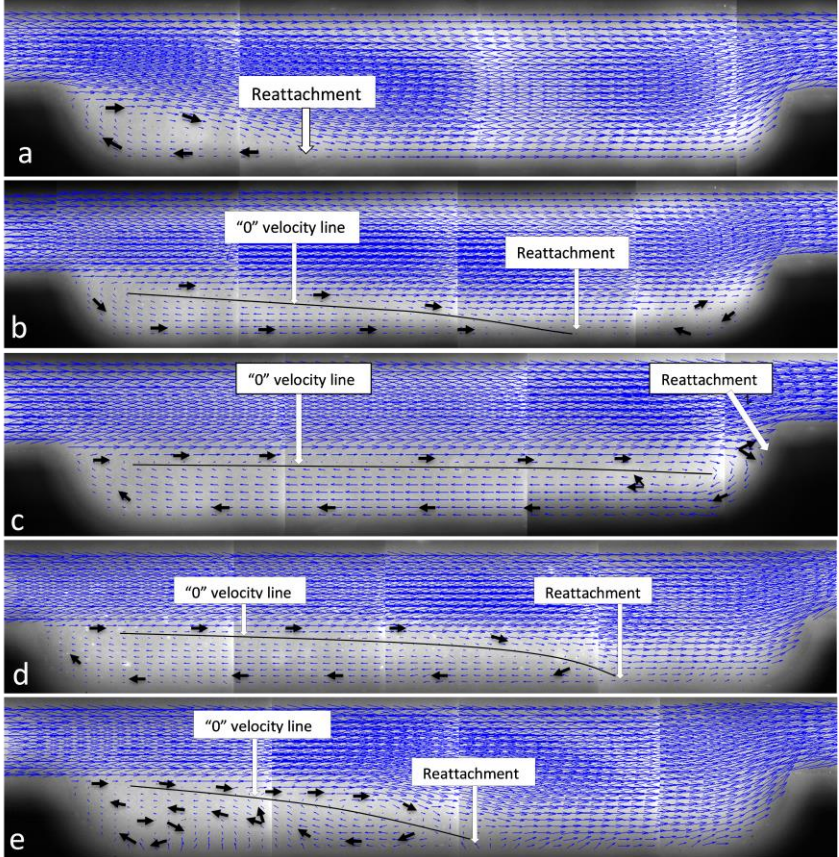 Reattachment
a
"0" velocity line
Reattachment
b
"0" velocity line
Reattachment
c
"0" velocity line
Reattachment
d
"0" velocity line
Reattachment
e